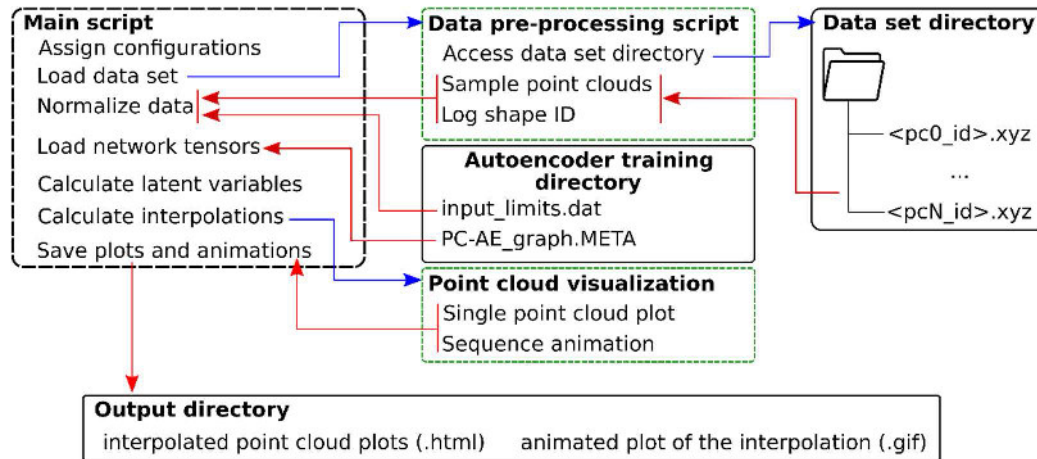 Main script
Assign configurations
Load data set
Normalize data
Load network tensors
Calculate latent variables
Calculate interpolations
Save plots and animations
Data pre-processing script
Access data set directory
Sample point clouds
Log shape ID
Autoencoder training
directory
input_limits.dat
PC-AE_graph.META
Point cloud visualization
Single point cloud plot
Sequence animation
Data set directory
<pc0_id>.xyz
...
<pcN_id>.xyz
Output directory
interpolated point cloud plots (.html) animated plot of the interpolation (.gif)